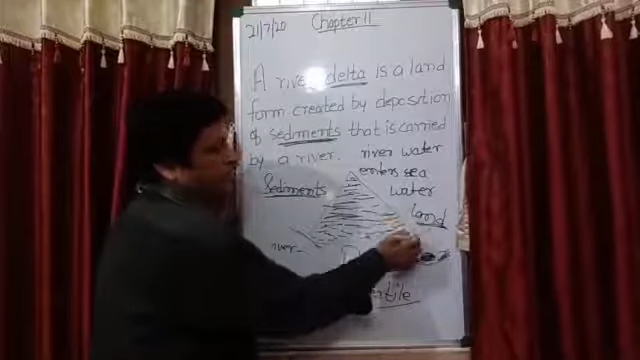 21/7/20 Chapter 11
A river delta is a land
form created by deposition
of sediments that is carried
by a river. river water
enters sea
Sediments water
land
river